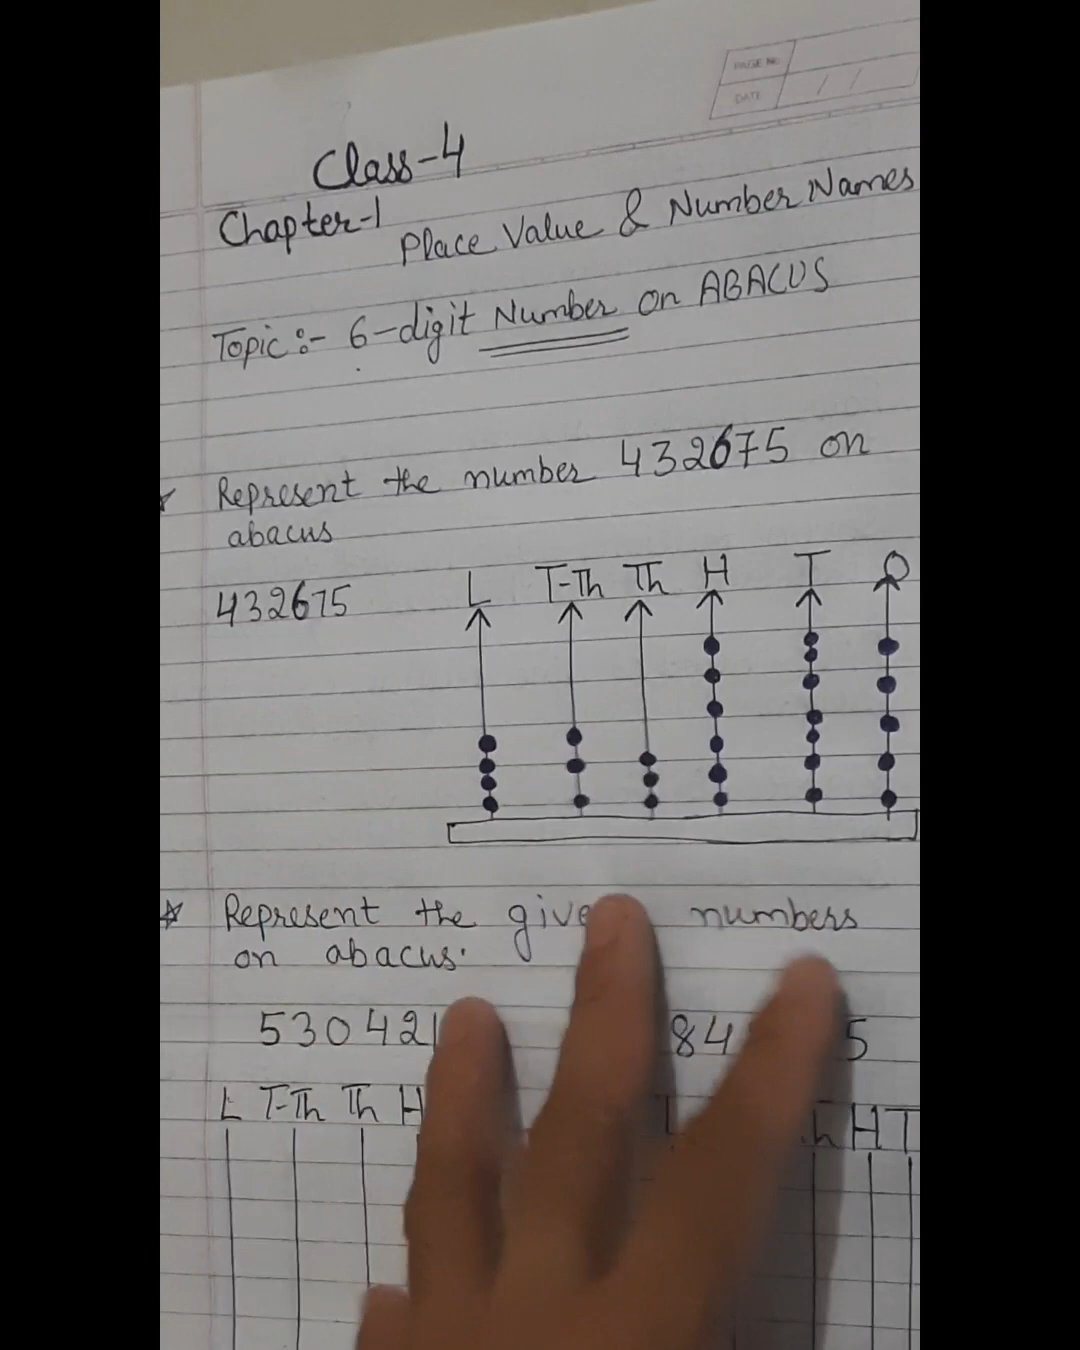 PAGE No.
DATE / /
Class-4
Chapter-1 Place Value & Number Names
Topic:- 6-digit Number on ABACUS
Represent the number 432675 on
abacus
432675 L T-Th Th H T O
Represent the give numbers
on abacus.
530421 84 5
L T-Th Th H H T